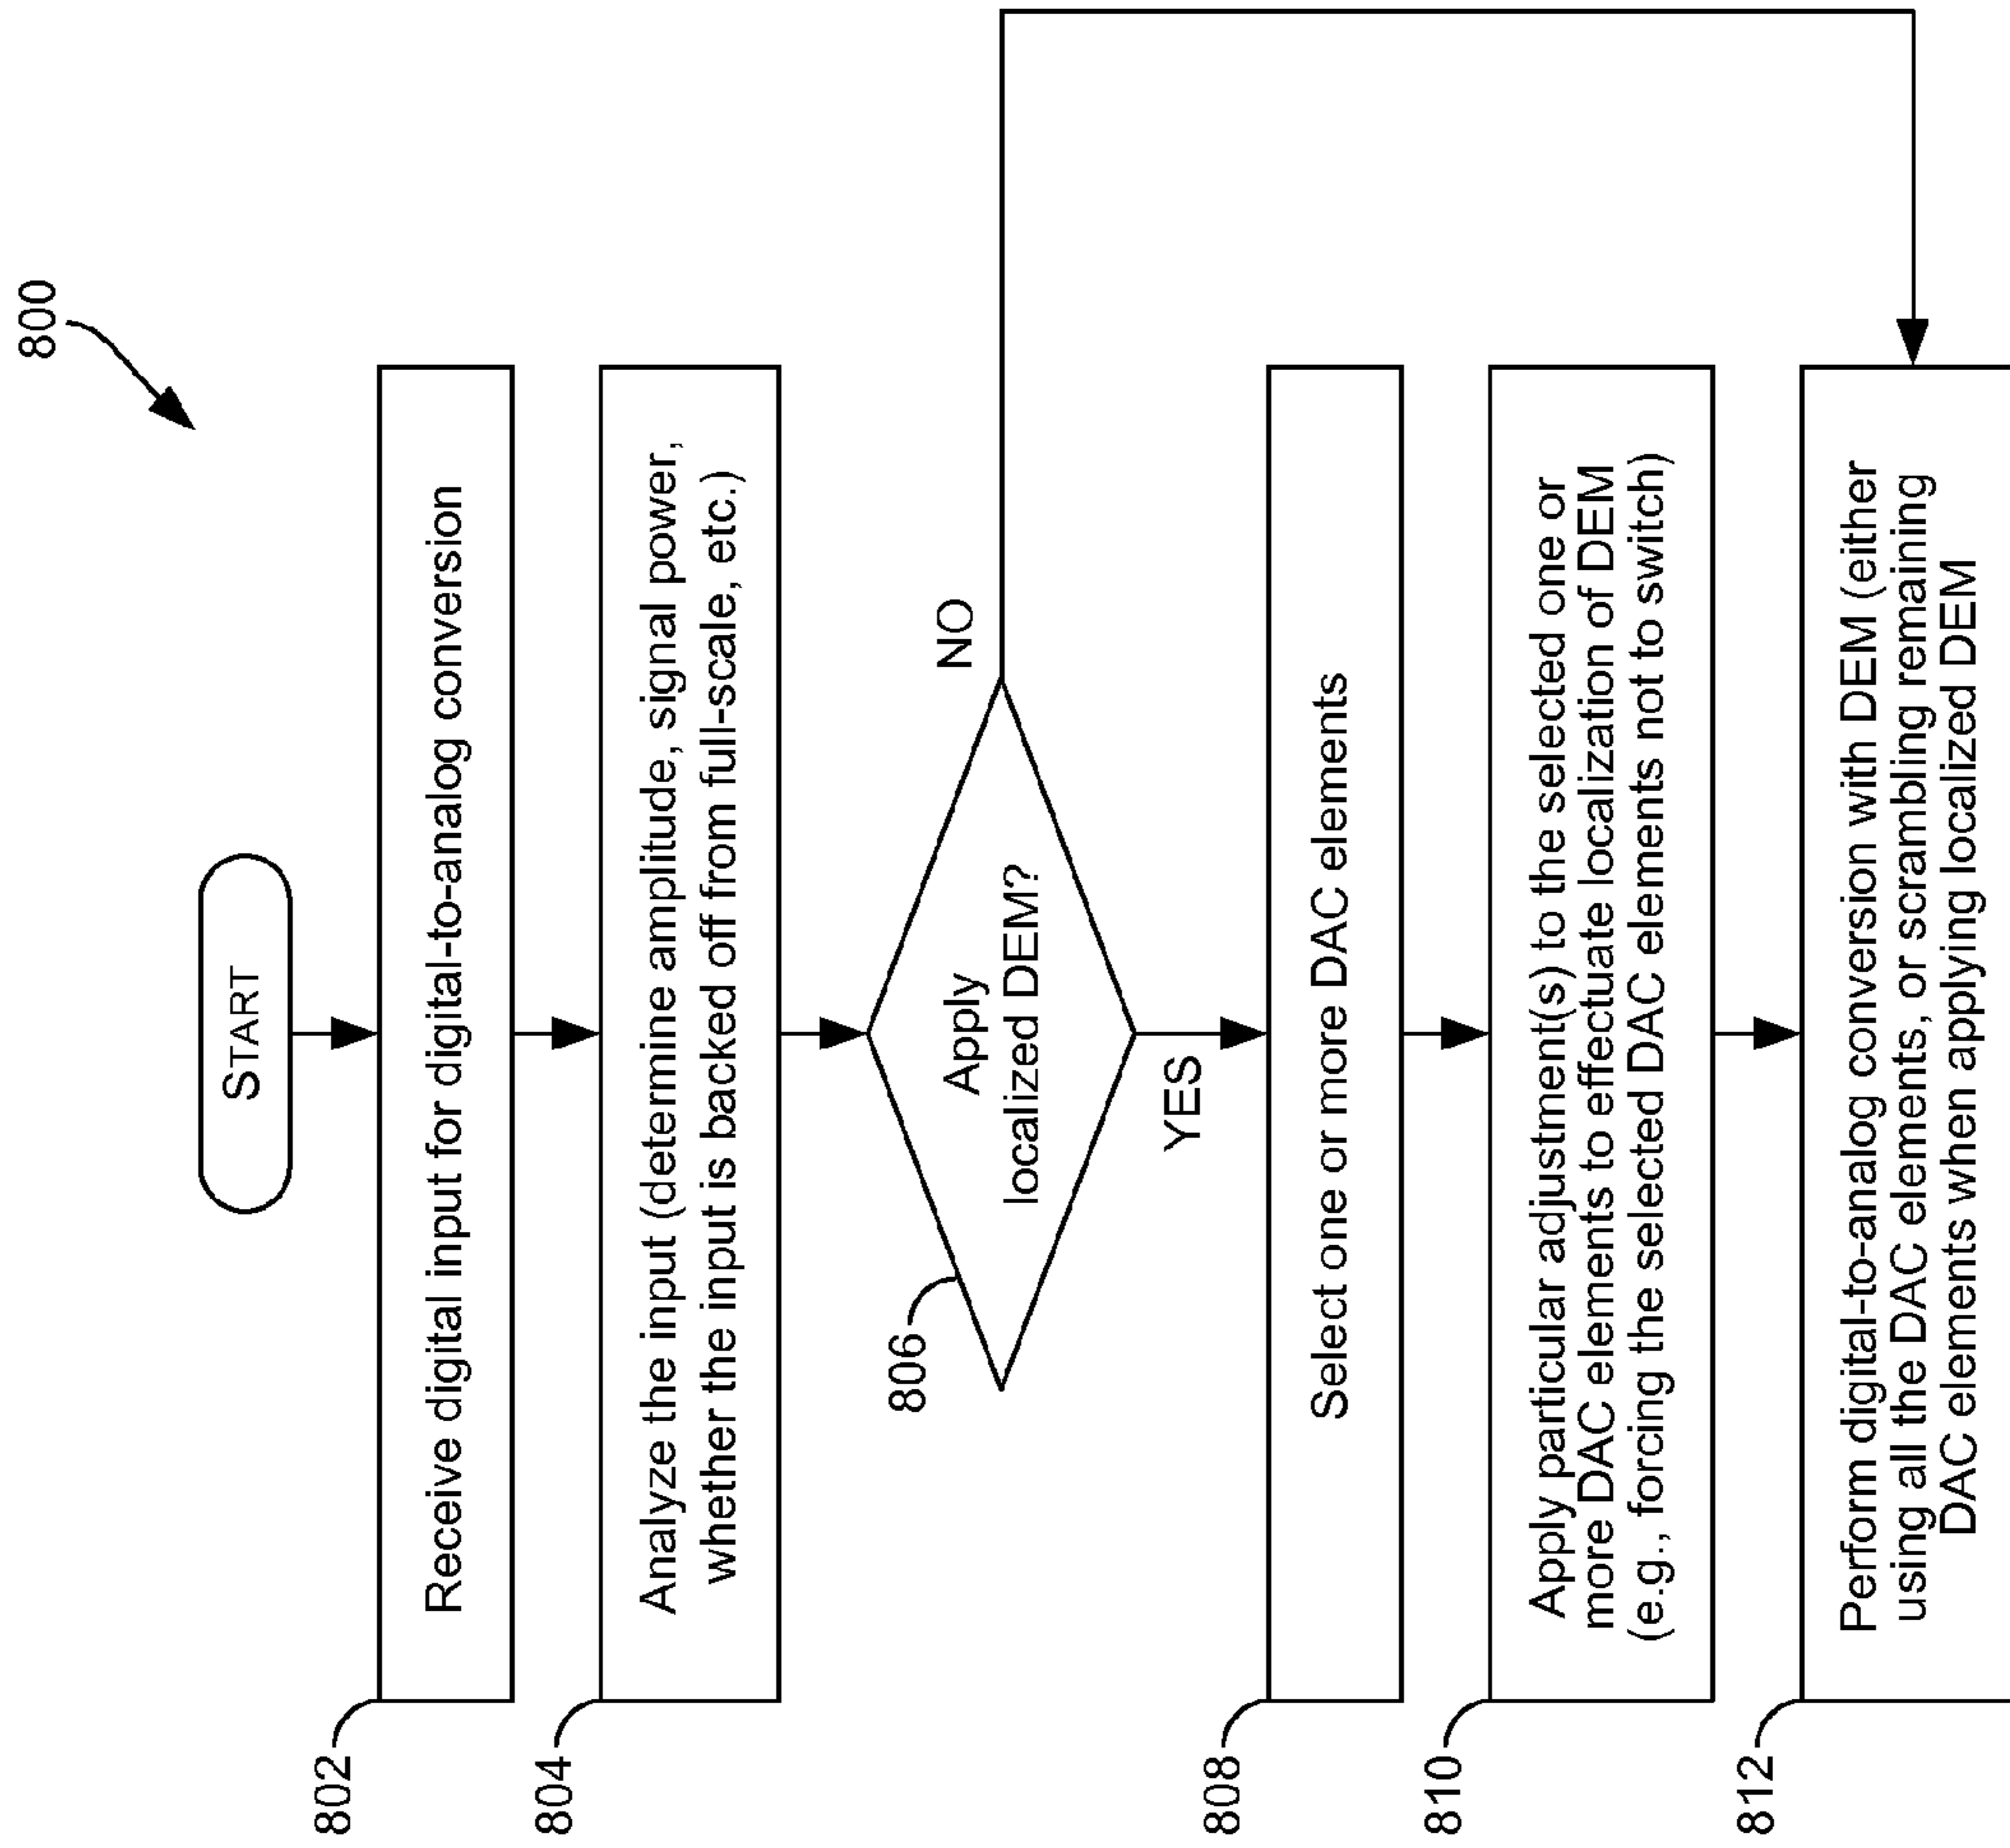 800
START
802
Receive digital input for digital-to-analog conversion
804
Analyze the input (determine amplitude, signal power,
whether the input is backed off from full-scale, etc.)
806
Apply
localized DEM?
NO
YES
808
Select one or more DAC elements
810
Apply particular adjustment(s) to the selected one or
more DAC elements to effectuate localization of DEM
(e.g., forcing the selected DAC elements not to switch)
812
Perform digital-to-analog conversion with DEM (either
using all the DAC elements, or scrambling remaining
DAC elements when applying localized DEM